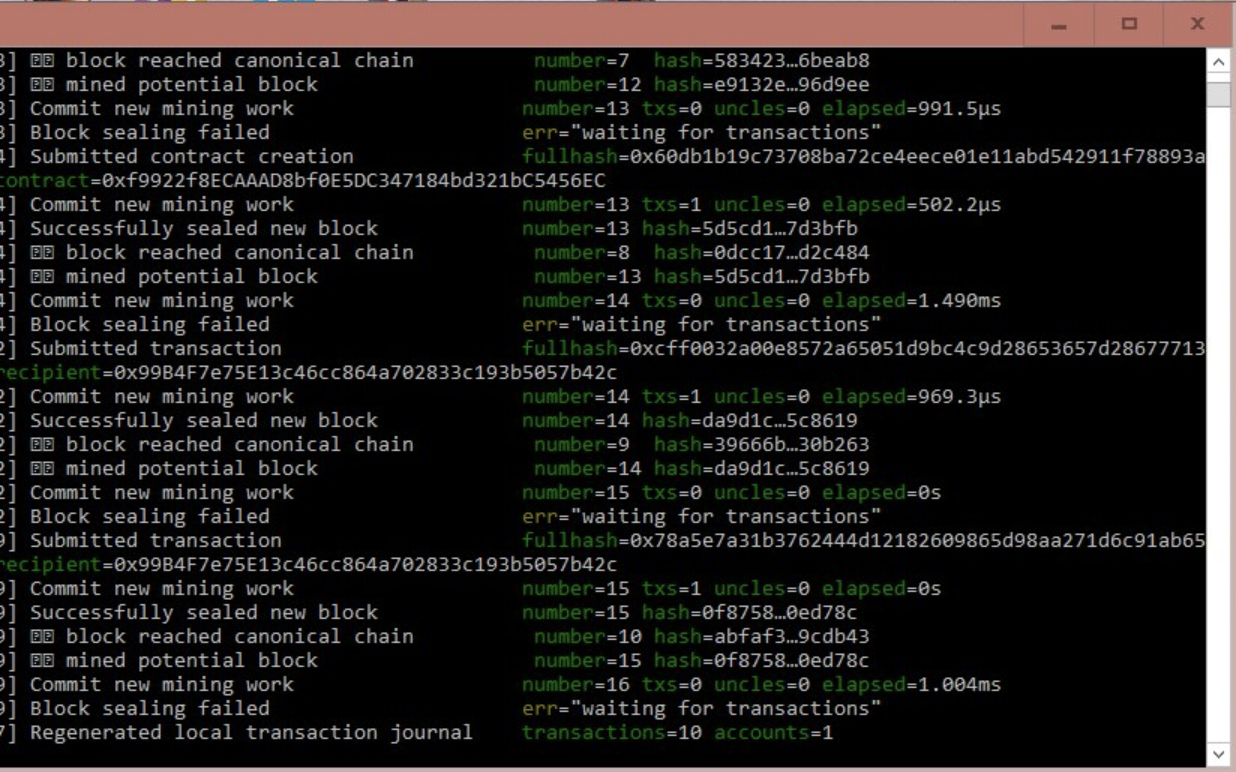 3] block reached canonical chain number=7 hash=583423…6beab8
3] mined potential block number=12 hash=e9132e…96d9ee
3] Commit new mining work number=13 txs=0 uncles=0 elapsed=991.5µs
3] Block sealing failed err="waiting for transactions"
4] Submitted contract creation fullhash=0x60db1b19c73708ba72ce4eece01e11abd542911f78893a
contract=0xf9922f8ECAAAD8bf0E5DC347184bd321bC5456EC
4] Commit new mining work number=13 txs=1 uncles=0 elapsed=502.2µs
4] Successfully sealed new block number=13 hash=5d5cd1…7d3bfb
4] block reached canonical chain number=8 hash=0dcc17…d2c484
4] mined potential block number=13 hash=5d5cd1…7d3bfb
4] Commit new mining work number=14 txs=0 uncles=0 elapsed=1.490ms
4] Block sealing failed err="waiting for transactions"
2] Submitted transaction fullhash=0xcff0032a00e8572a65051d9bc4c9d28653657d28677713
recipient=0x99B4F7e75E13c46cc864a702833c193b5057b42c
2] Commit new mining work number=14 txs=1 uncles=0 elapsed=969.3µs
2] Successfully sealed new block number=14 hash=da9d1c…5c8619
2] block reached canonical chain number=9 hash=39666b…30b263
2] mined potential block number=14 hash=da9d1c…5c8619
2] Commit new mining work number=15 txs=0 uncles=0 elapsed=0s
2] Block sealing failed err="waiting for transactions"
9] Submitted transaction fullhash=0x78a5e7a31b3762444d12182609865d98aa271d6c91ab65
recipient=0x99B4F7e75E13c46cc864a702833c193b5057b42c
9] Commit new mining work number=15 txs=1 uncles=0 elapsed=0s
9] Successfully sealed new block number=15 hash=0f8758…0ed78c
9] block reached canonical chain number=10 hash=abfaf3…9cdb43
9] mined potential block number=15 hash=0f8758…0ed78c
9] Commit new mining work number=16 txs=0 uncles=0 elapsed=1.004ms
9] Block sealing failed err="waiting for transactions"
7] Regenerated local transaction journal transactions=10 accounts=1